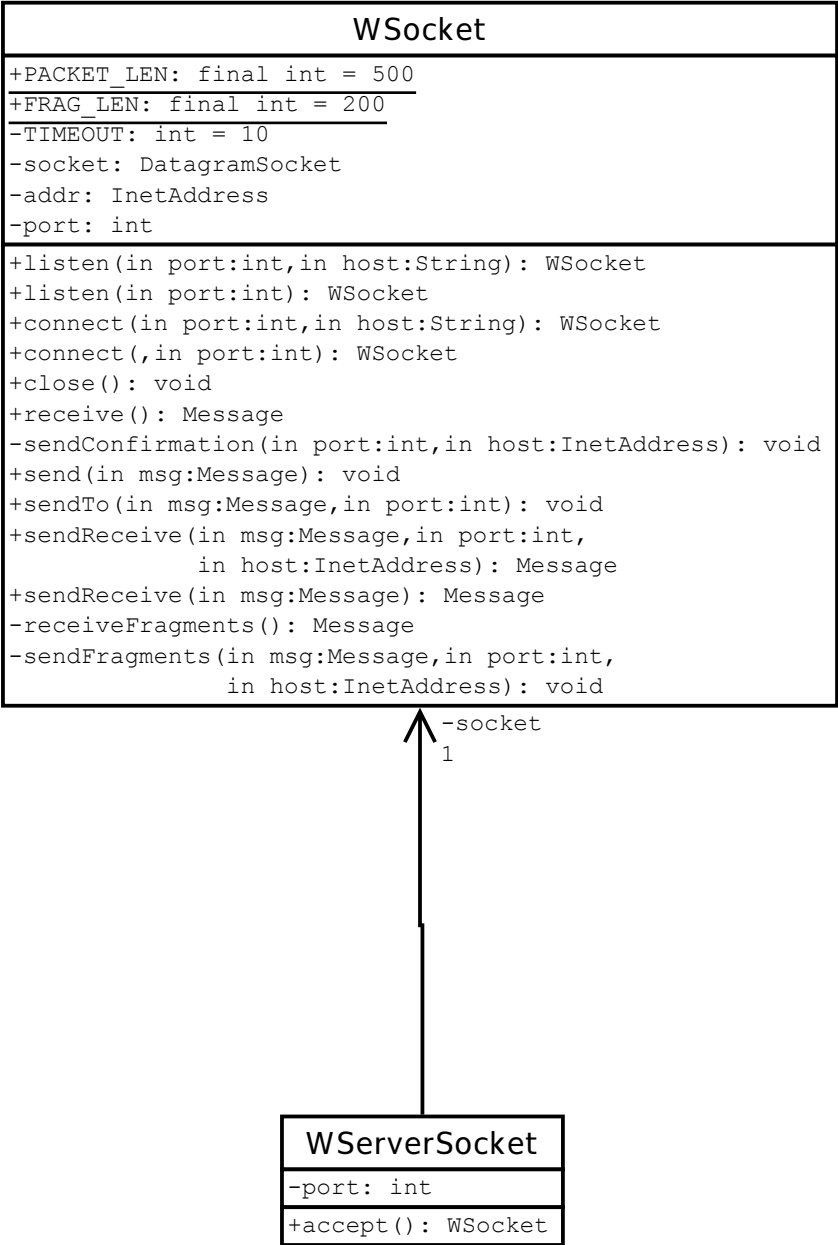 WSocket
+PACKET_LEN: final int = 500
+FRAG_LEN: final int = 200
-TIMEOUT: int = 10
-socket: DatagramSocket
-addr: InetAddress
-port: int
+listen(in port:int,in host:String): WSocket
+listen(in port:int): WSocket
+connect(in port:int,in host:String): WSocket
+connect(,in port:int): WSocket
+close(): void
+receive(): Message
-sendConfirmation(in port:int,in host:InetAddress): void
+send(in msg:Message): void
+sendTo(in msg:Message,in port:int): void
+sendReceive(in msg:Message,in port:int,
in host:InetAddress): Message
+sendReceive(in msg:Message): Message
-receiveFragments(): Message
-sendFragments(in msg:Message,in port:int,
in host:InetAddress): void
-socket
1
WServerSocket
-port: int
+accept(): WSocket